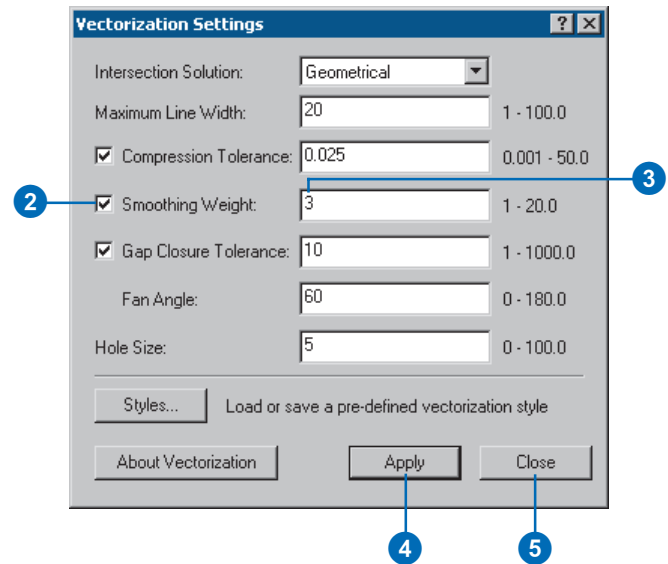 Vectorization Settings ? ×
Intersection Solution: Geometrical
Maximum Line Width: 20 1 - 100.0
Compression Tolerance: 0.025 0.001 - 50.0
3
2 Smoothing Weight: 3 1 - 20.0
Gap Closure Tolerance: 10 1 - 1000.0
Fan Angle: 60 0 - 180.0
Hole Size: 5 0 - 100.0
Styles... Load or save a pre-defined vectorization style
About Vectorization Apply Close
4 5